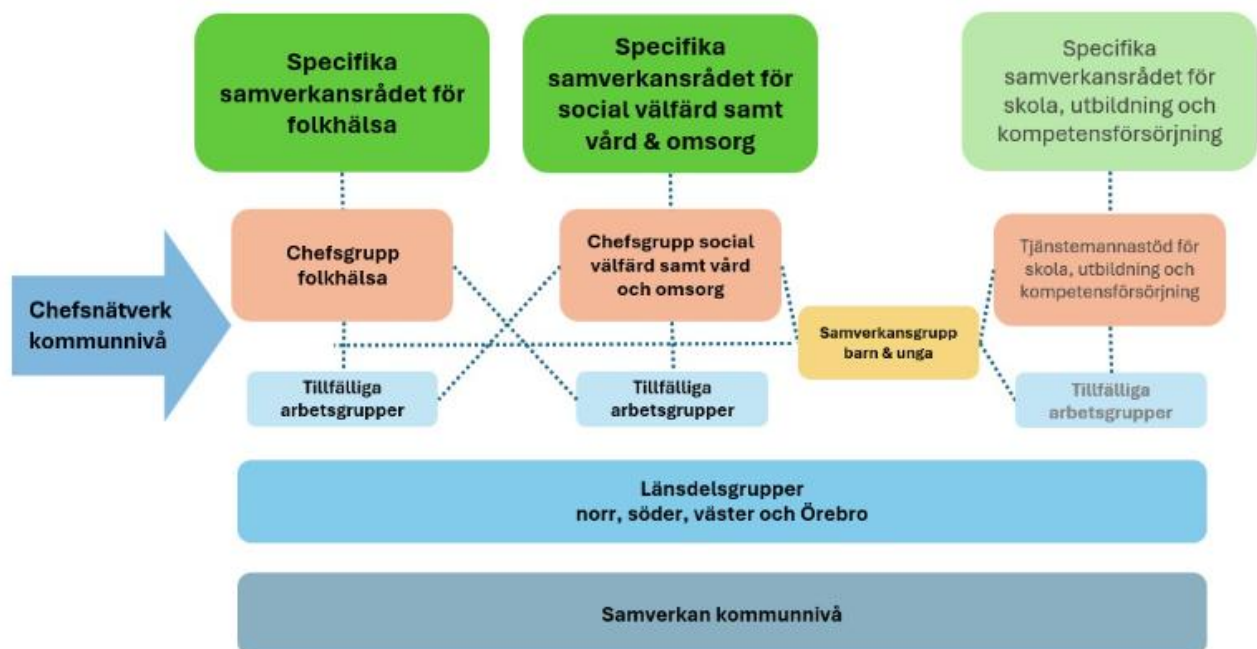 Specifika
samverkansrådet för
folkhälsa
Specifika
samverkansrådet för
social välfärd samt
vård & omsorg
Specifika
samverkansrådet för
skola, utbildning och
kompetensförsörjning
Chefsnätverk
kommunnivå
Chefsgrupp
folkhälsa
Chefsgrupp social
välfärd samt vård
och omsorg
Tjänstemannastöd för
skola, utbildning och
kompetensförsörjning
Samverkansgrupp
barn & unga
Tillfälliga
arbetsgrupper
Tillfälliga
arbetsgrupper
Tillfälliga
arbetsgrupper
Länsdelsgrupper
norr, söder, väster och Örebro
Samverkan kommunnivå